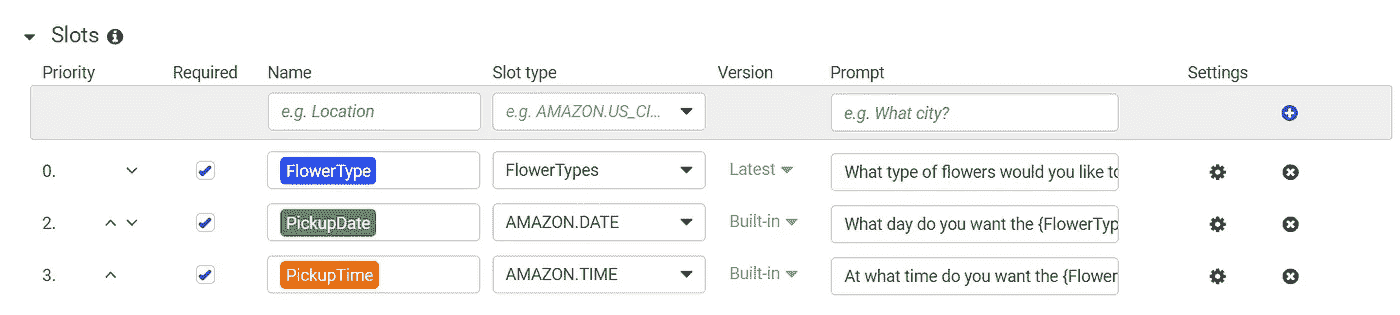 Slots
Priority Required Name Slot type Version Prompt Settings
e.g. Location e.g. AMAZON.US_CI... e.g. What city?
0. FlowerType FlowerTypes Latest What type of flowers would you like to
2. PickupDate AMAZON.DATE Built-in What day do you want the {FlowerTyp
3. PickupTime AMAZON.TIME Built-in At what time do you want the {Flower